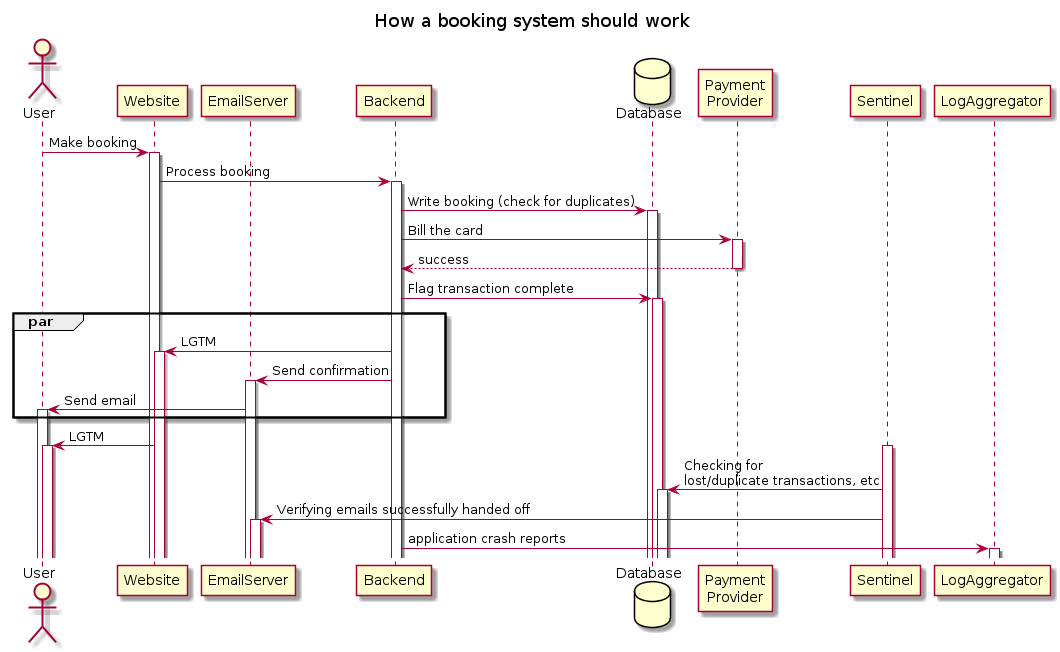 How a booking system should work
User
Website
EmailServer
Backend
Database
Payment
Provider
Sentinel
LogAggregator
Make booking
Process booking
Write booking (check for duplicates)
Bill the card
success
Flag transaction complete
par
LGTM
Send confirmation
Send email
LGTM
Checking for
lost/duplicate transactions, etc
Verifying emails successfully handed off
application crash reports
User
Website
EmailServer
Backend
Database
Payment
Provider
Sentinel
LogAggregator